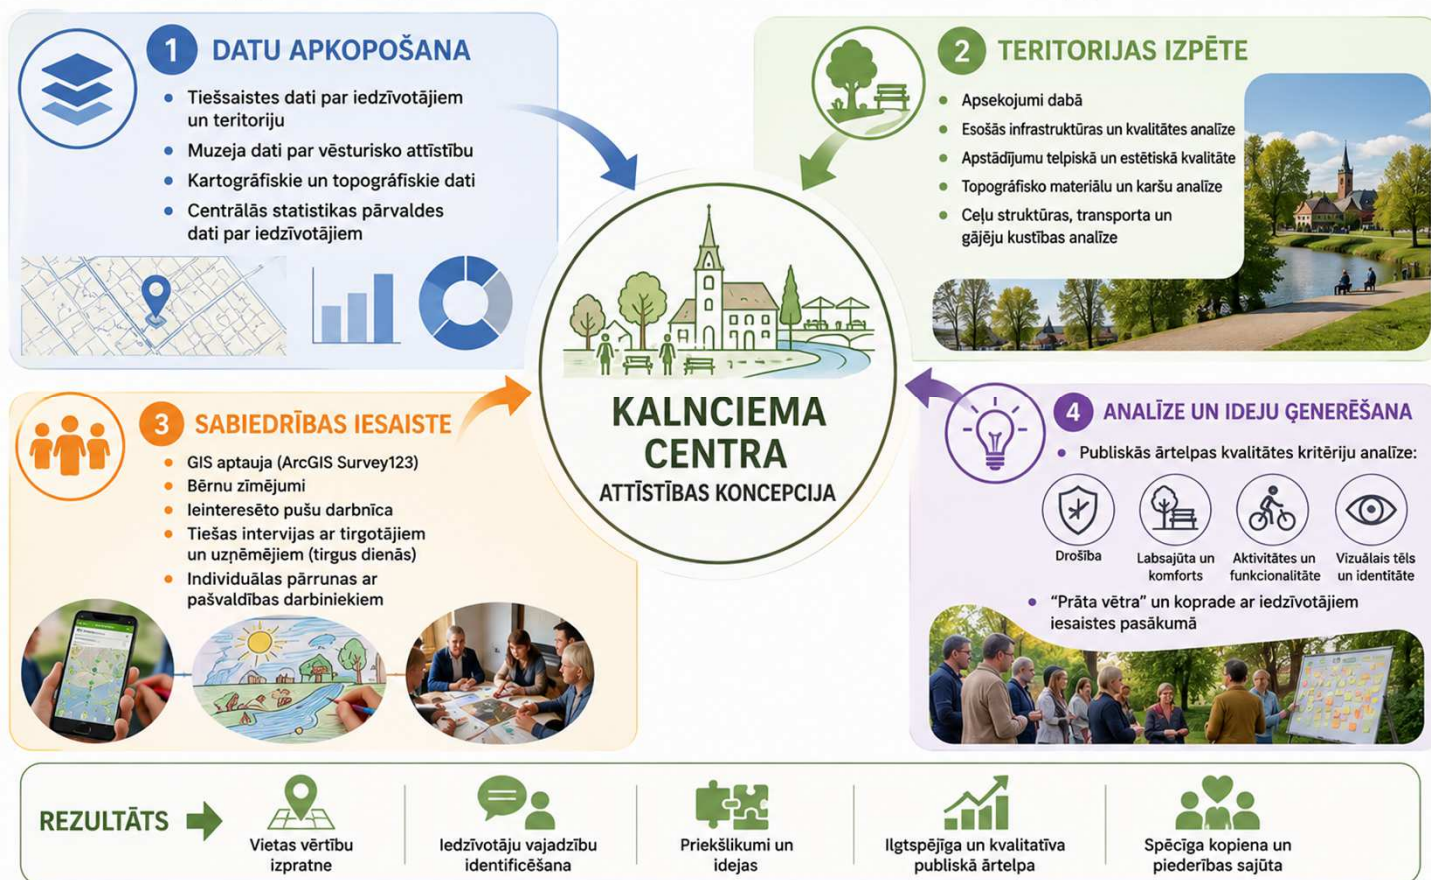 1 DATU APKOPOŠANA
Tiešsaistes dati par iedzīvotājiem
un teritoriju
Muzeja dati par vēsturisko attīstību
Kartogrāfiskie un topogrāfiskie dati
Centrālās statistikas pārvaldes
dati par iedzīvotājiem
2 TERITORIJAS IZPĒTE
Apsekojumi dabā
Esošās infrastruktūras un kvalitātes analīze
Apstādījumu telpiskā un estētiskā kvalitāte
Topogrāfisko materiālu un karšu analīze
Ceļu struktūras, transporta un
gājēju kustības analīze
KALNCIEMA
CENTRA
ATTĪSTĪBAS KONCEPCIJA
3 SABIEDRĪBAS IESAISTE
GIS aptauja (ArcGIS Survey123)
Bērnu zīmējumi
Ieinteresēto pušu darbnīca
Tiešas intervijas ar tirgotājiem
un uzņēmējiem (tirgus dienās)
Individuālas pārrunas ar
pašvaldības darbiniekiem
4 ANALĪZE UN IDEJU ĢENERĒŠANA
Publiskās ārtelpas kvalitātes kritēriju analīze:
Drošība
Labsajūta un
komforts
Aktivitātes un
funkcionalitāte
Vizuālais tēls
un identitāte
“Prāta vētra” un koprade ar iedzīvotājiem
iesaistes pasākumā
REZULTĀTS
Vietas vērtību
izpratne
Iedzīvotāju vajadzību
identificēšana
Priekšlikumi un
idejas
Ilgtspējīga un kvalitatīva
publiskā ārtelpa
Spēcīga kopiena un
piederības sajūta